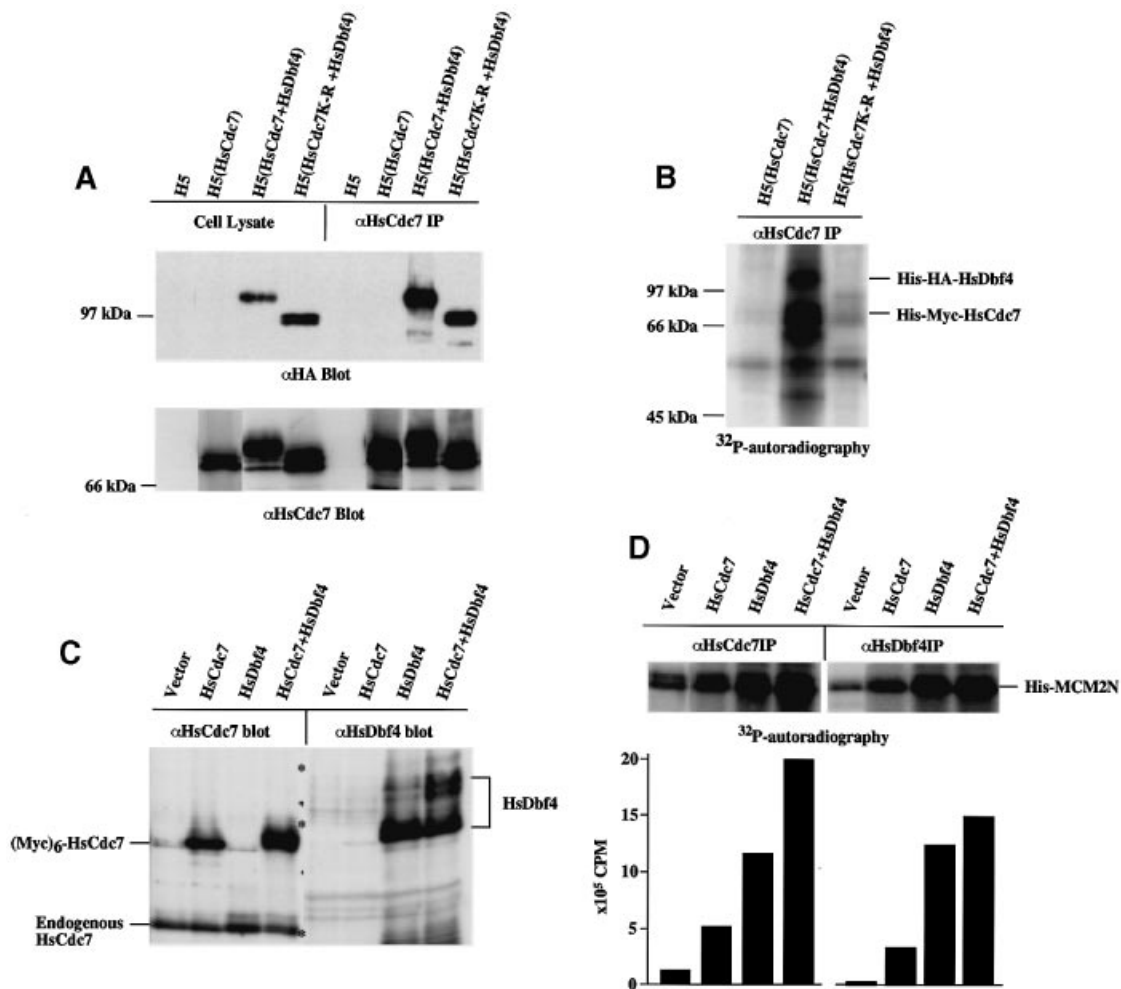 A
H5
H5(HsCdc7)
H5(HsCdc7+HsDbf4)
H5(HsCdc7K-R +HsDbf4)
H5
H5(HsCdc7)
H5(HsCdc7+HsDbf4)
H5(HsCdc7K-R +HsDbf4)
Cell Lysate
αHsCdc7 IP
97 kDa
αHA Blot
66 kDa
αHsCdc7 Blot
B
H5(HsCdc7)
H5(HsCdc7+HsDbf4)
H5(HsCdc7K-R +HsDbf4)
αHsCdc7 IP
97 kDa
66 kDa
45 kDa
His-HA-HsDbf4
His-Myc-HsCdc7
32P-autoradiography
C
Vector
HsCdc7
HsDbf4
HsCdc7+HsDbf4
Vector
HsCdc7
HsDbf4
HsCdc7+HsDbf4
αHsCdc7 blot
αHsDbf4 blot
*
*
*
HsDbf4
(Myc)6-HsCdc7
Endogenous
HsCdc7
D
Vector
HsCdc7
HsDbf4
HsCdc7+HsDbf4
Vector
HsCdc7
HsDbf4
HsCdc7+HsDbf4
αHsCdc7IP
αHsDbf4IP
His-MCM2N
32P-autoradiography
x10⁵ CPM
20
15
10
5
0